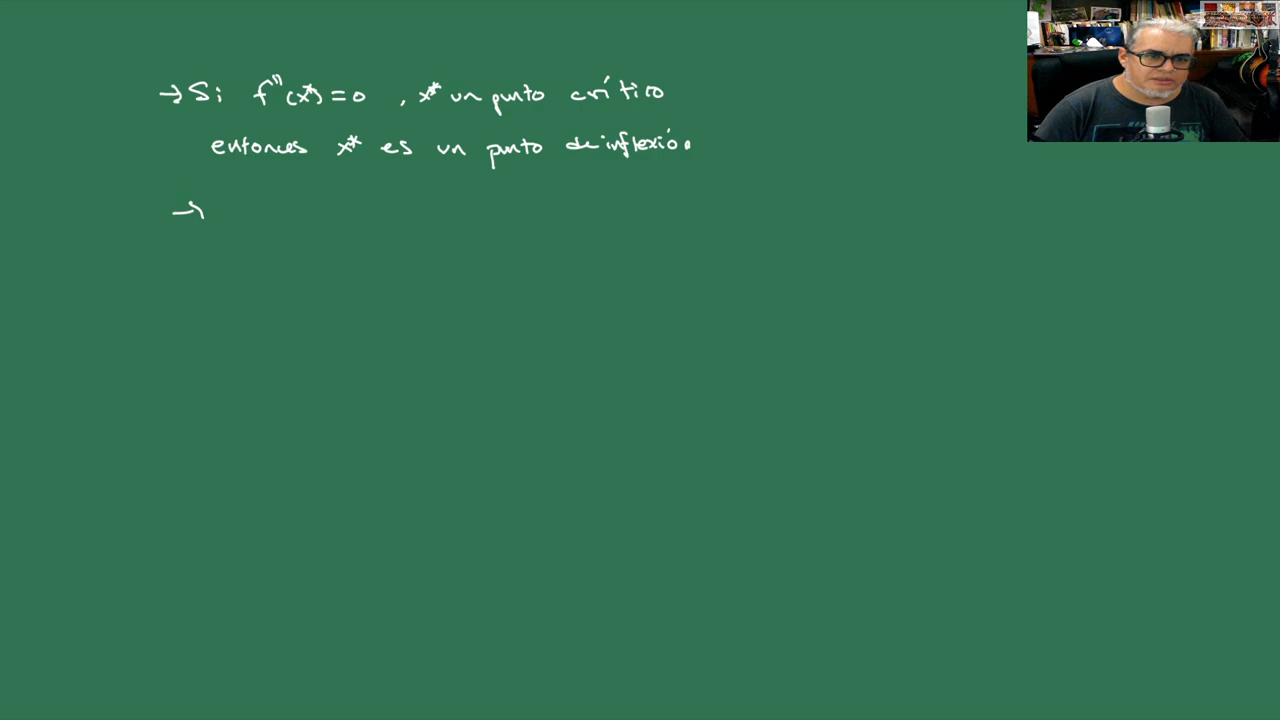 → Si f''(x*) = 0 , x* un punto crítico
entonces x* es un punto de inflexión
→